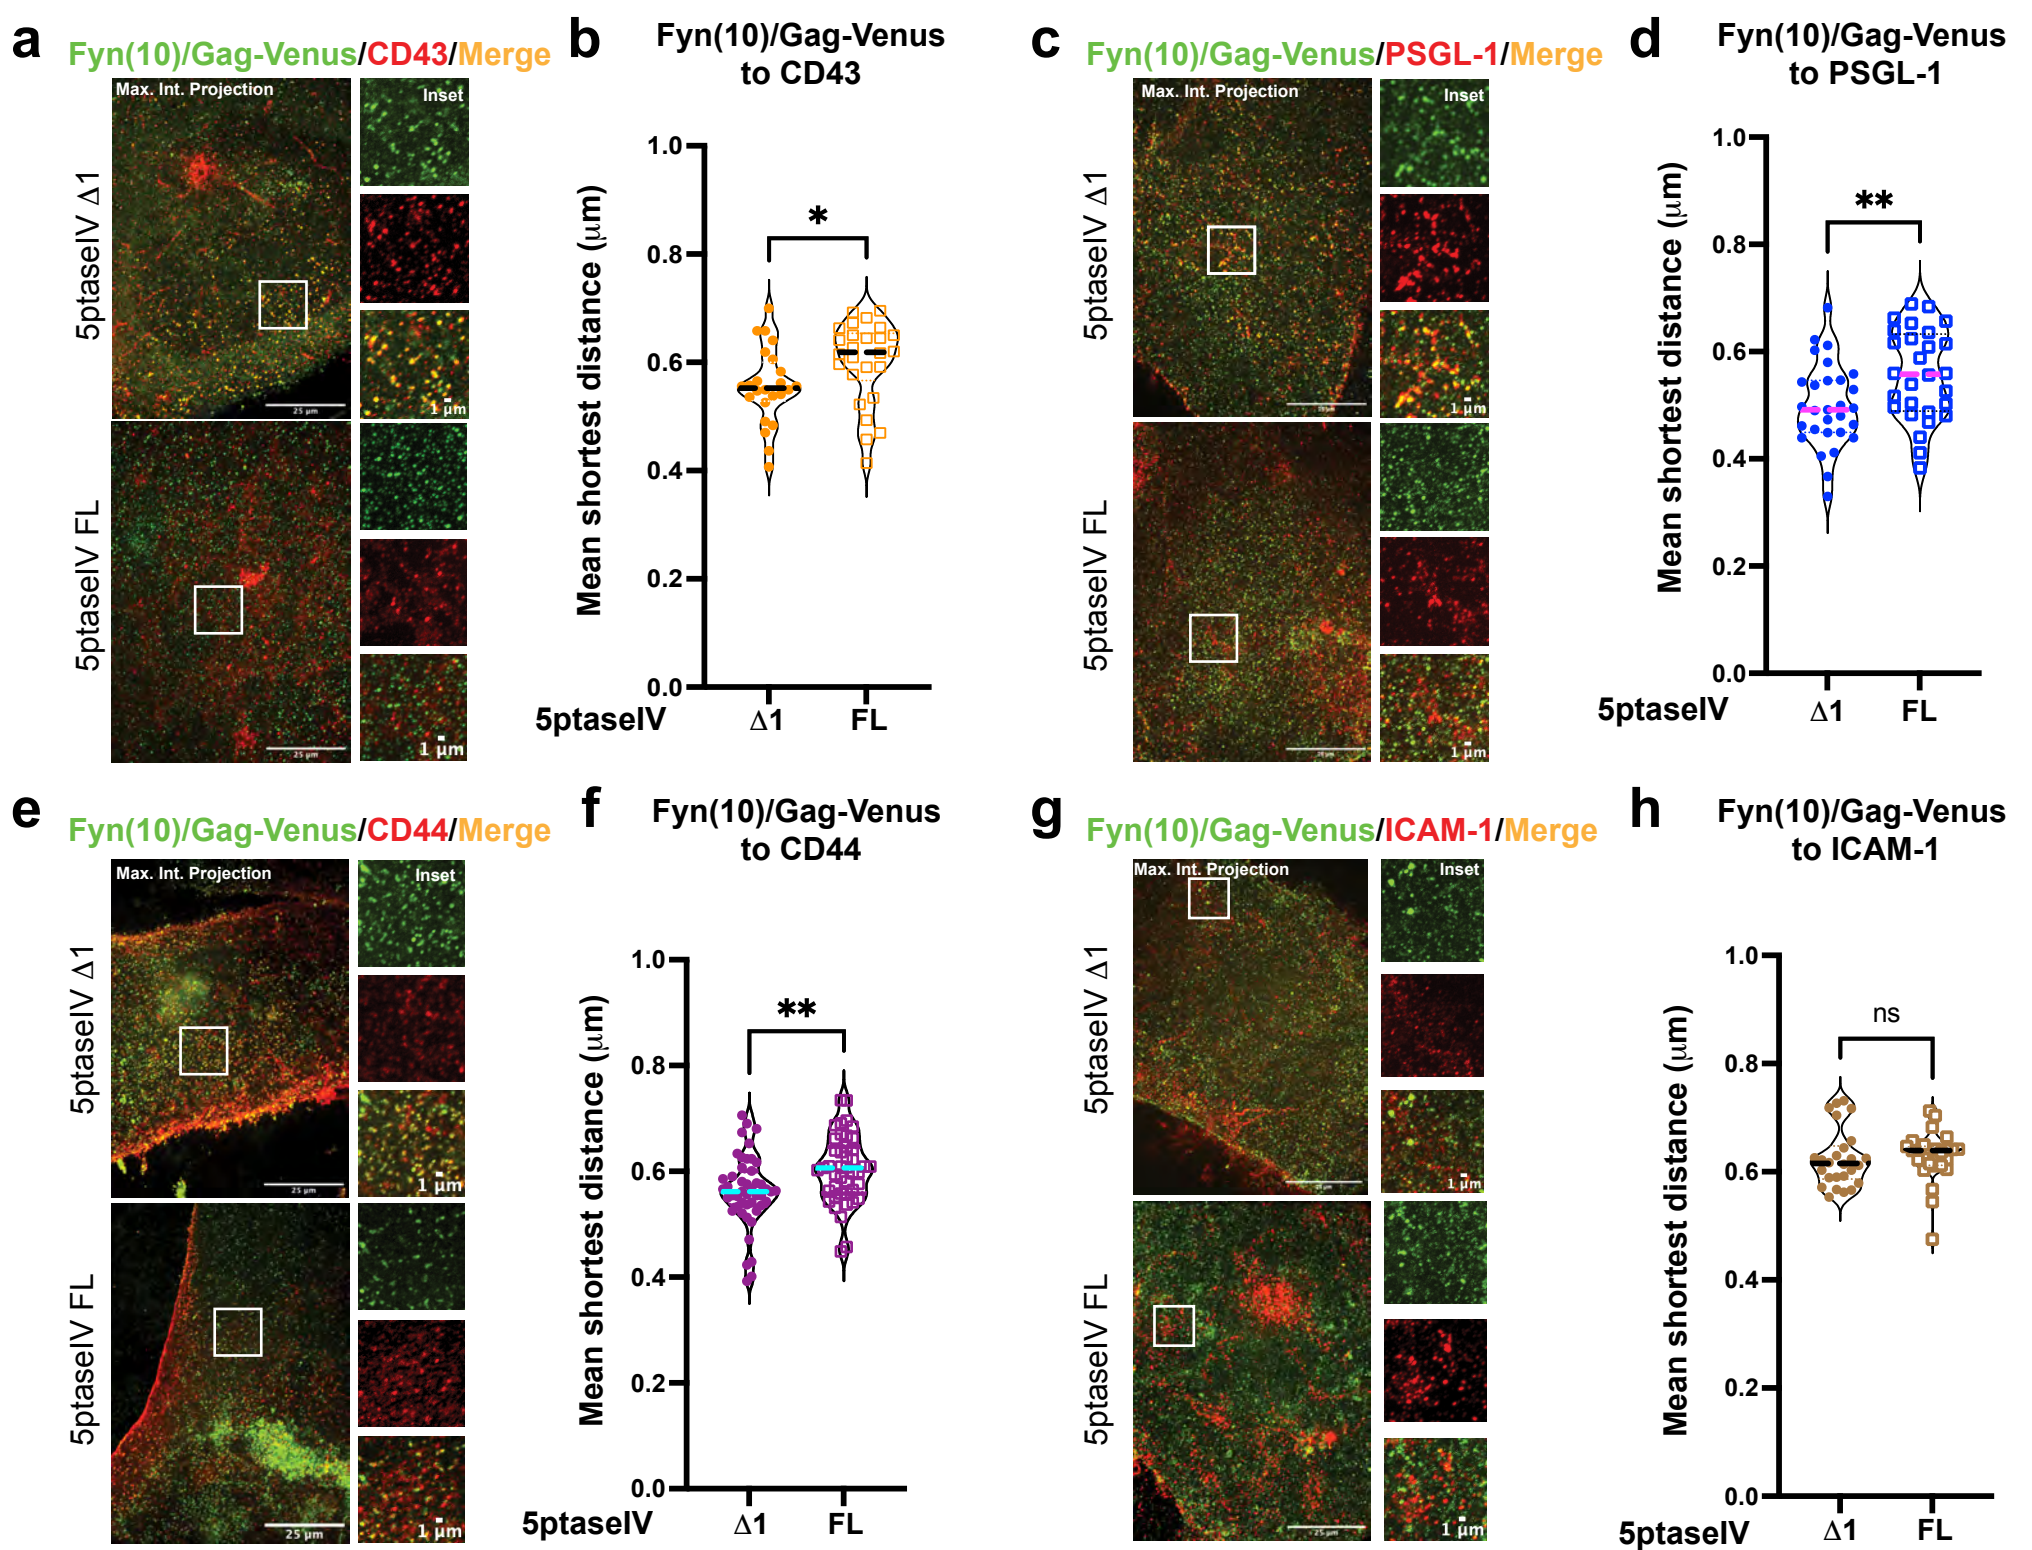 a
Fyn(10)/Gag-Venus/CD43/Merge
Max. Int. Projection
Inset
5ptaseIV Δ1
25 µm
1 µm
5ptaseIV FL
25 µm
1 µm
b
Fyn(10)/Gag-Venus
to CD43
Mean shortest distance (µm)
1.0
0.8
0.6
0.4
0.2
0.0
*
5ptaseIV
Δ1
FL
c
Fyn(10)/Gag-Venus/PSGL-1/Merge
Max. Int. Projection
Inset
5ptaseIV Δ1
1 µm
5ptaseIV FL
1 µm
d
Fyn(10)/Gag-Venus
to PSGL-1
Mean shortest distance (µm)
1.0
0.8
0.6
0.4
0.2
0.0
**
5ptaseIV
Δ1
FL
e
Fyn(10)/Gag-Venus/CD44/Merge
Max. Int. Projection
Inset
5ptaseIV Δ1
25 µm
1 µm
5ptaseIV FL
25 µm
1 µm
f
Fyn(10)/Gag-Venus
to CD44
Mean shortest distance (µm)
1.0
0.8
0.6
0.4
0.2
0.0
**
5ptaseIV
Δ1
FL
g
Fyn(10)/Gag-Venus/ICAM-1/Merge
Max. Int. Projection
Inset
5ptaseIV Δ1
1 µm
5ptaseIV FL
25 µm
1 µm
h
Fyn(10)/Gag-Venus
to ICAM-1
Mean shortest distance (µm)
1.0
0.8
0.6
0.4
0.2
0.0
ns
5ptaseIV
Δ1
FL